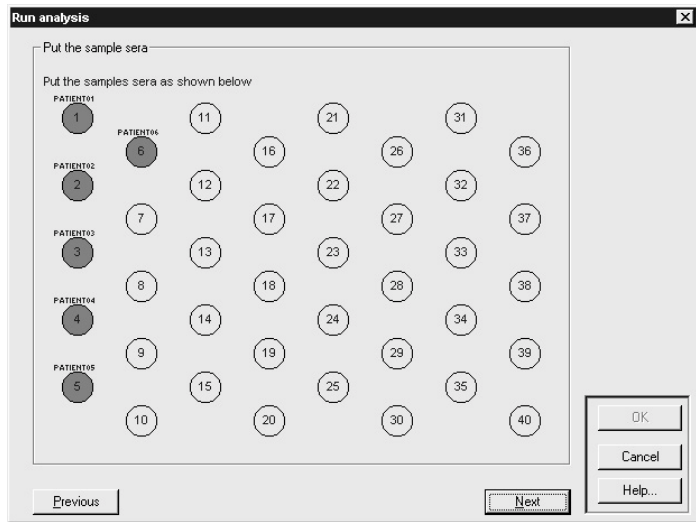 Run analysis
Put the sample sera
Put the samples sera as shown below
PATIENT01
1 11 21 31
PATIENT06
6 16 26 36
PATIENT02
2 12 22 32
7 17 27 37
PATIENT03
3 13 23 33
8 18 28 38
PATIENT04
4 14 24 34
9 19 29 39
PATIENT05
5 15 25 35
10 20 30 40
OK
Cancel
Help...
Previous
Next